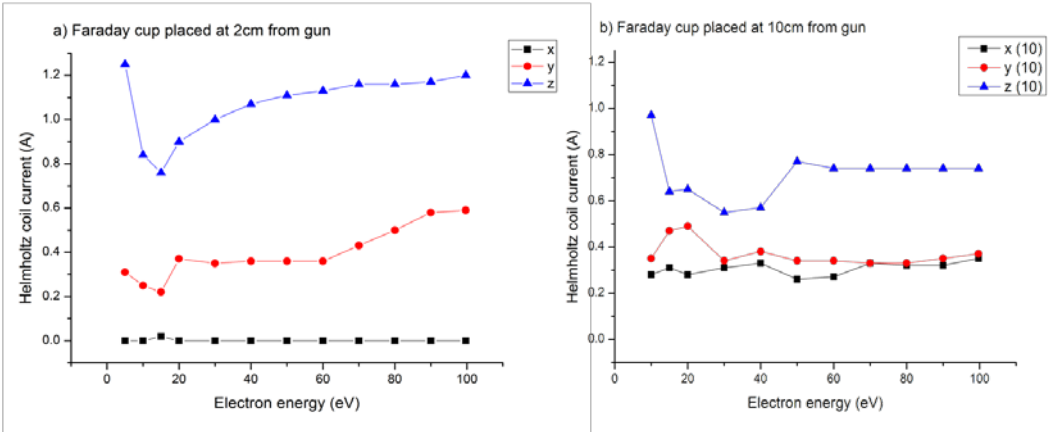 a) Faraday cup placed at 2cm from gun
x
y
z
Helmholtz coil current (A)
1.2
1.0
0.8
0.6
0.4
0.2
0.0
0 20 40 60 80 100
Electron energy (eV)
b) Faraday cup placed at 10cm from gun
x (10)
y (10)
z (10)
Helmholtz coil current (A)
1.2
1.0
0.8
0.6
0.4
0.2
0.0
0 20 40 60 80 100
Electron energy (eV)